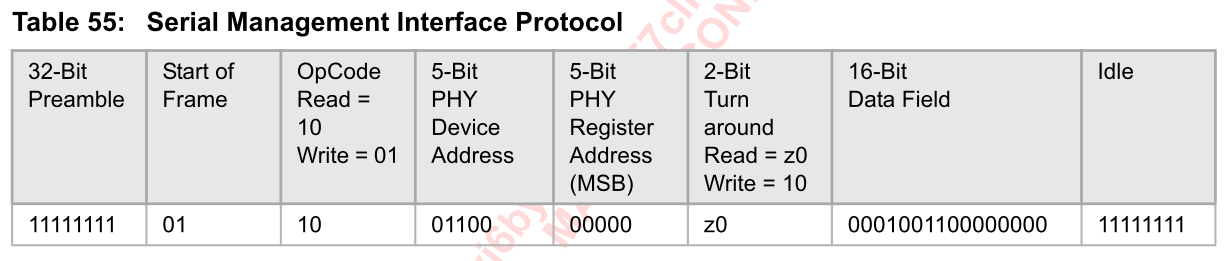 Table 55: Serial Management Interface Protocol
32-Bit Preamble
Start of Frame
OpCode Read = 10 Write = 01
5-Bit PHY Device Address
5-Bit PHY Register Address (MSB)
2-Bit Turn around Read = z0 Write = 10
16-Bit Data Field
Idle
11111111
01
10
01100
00000
z0
0001001100000000
11111111